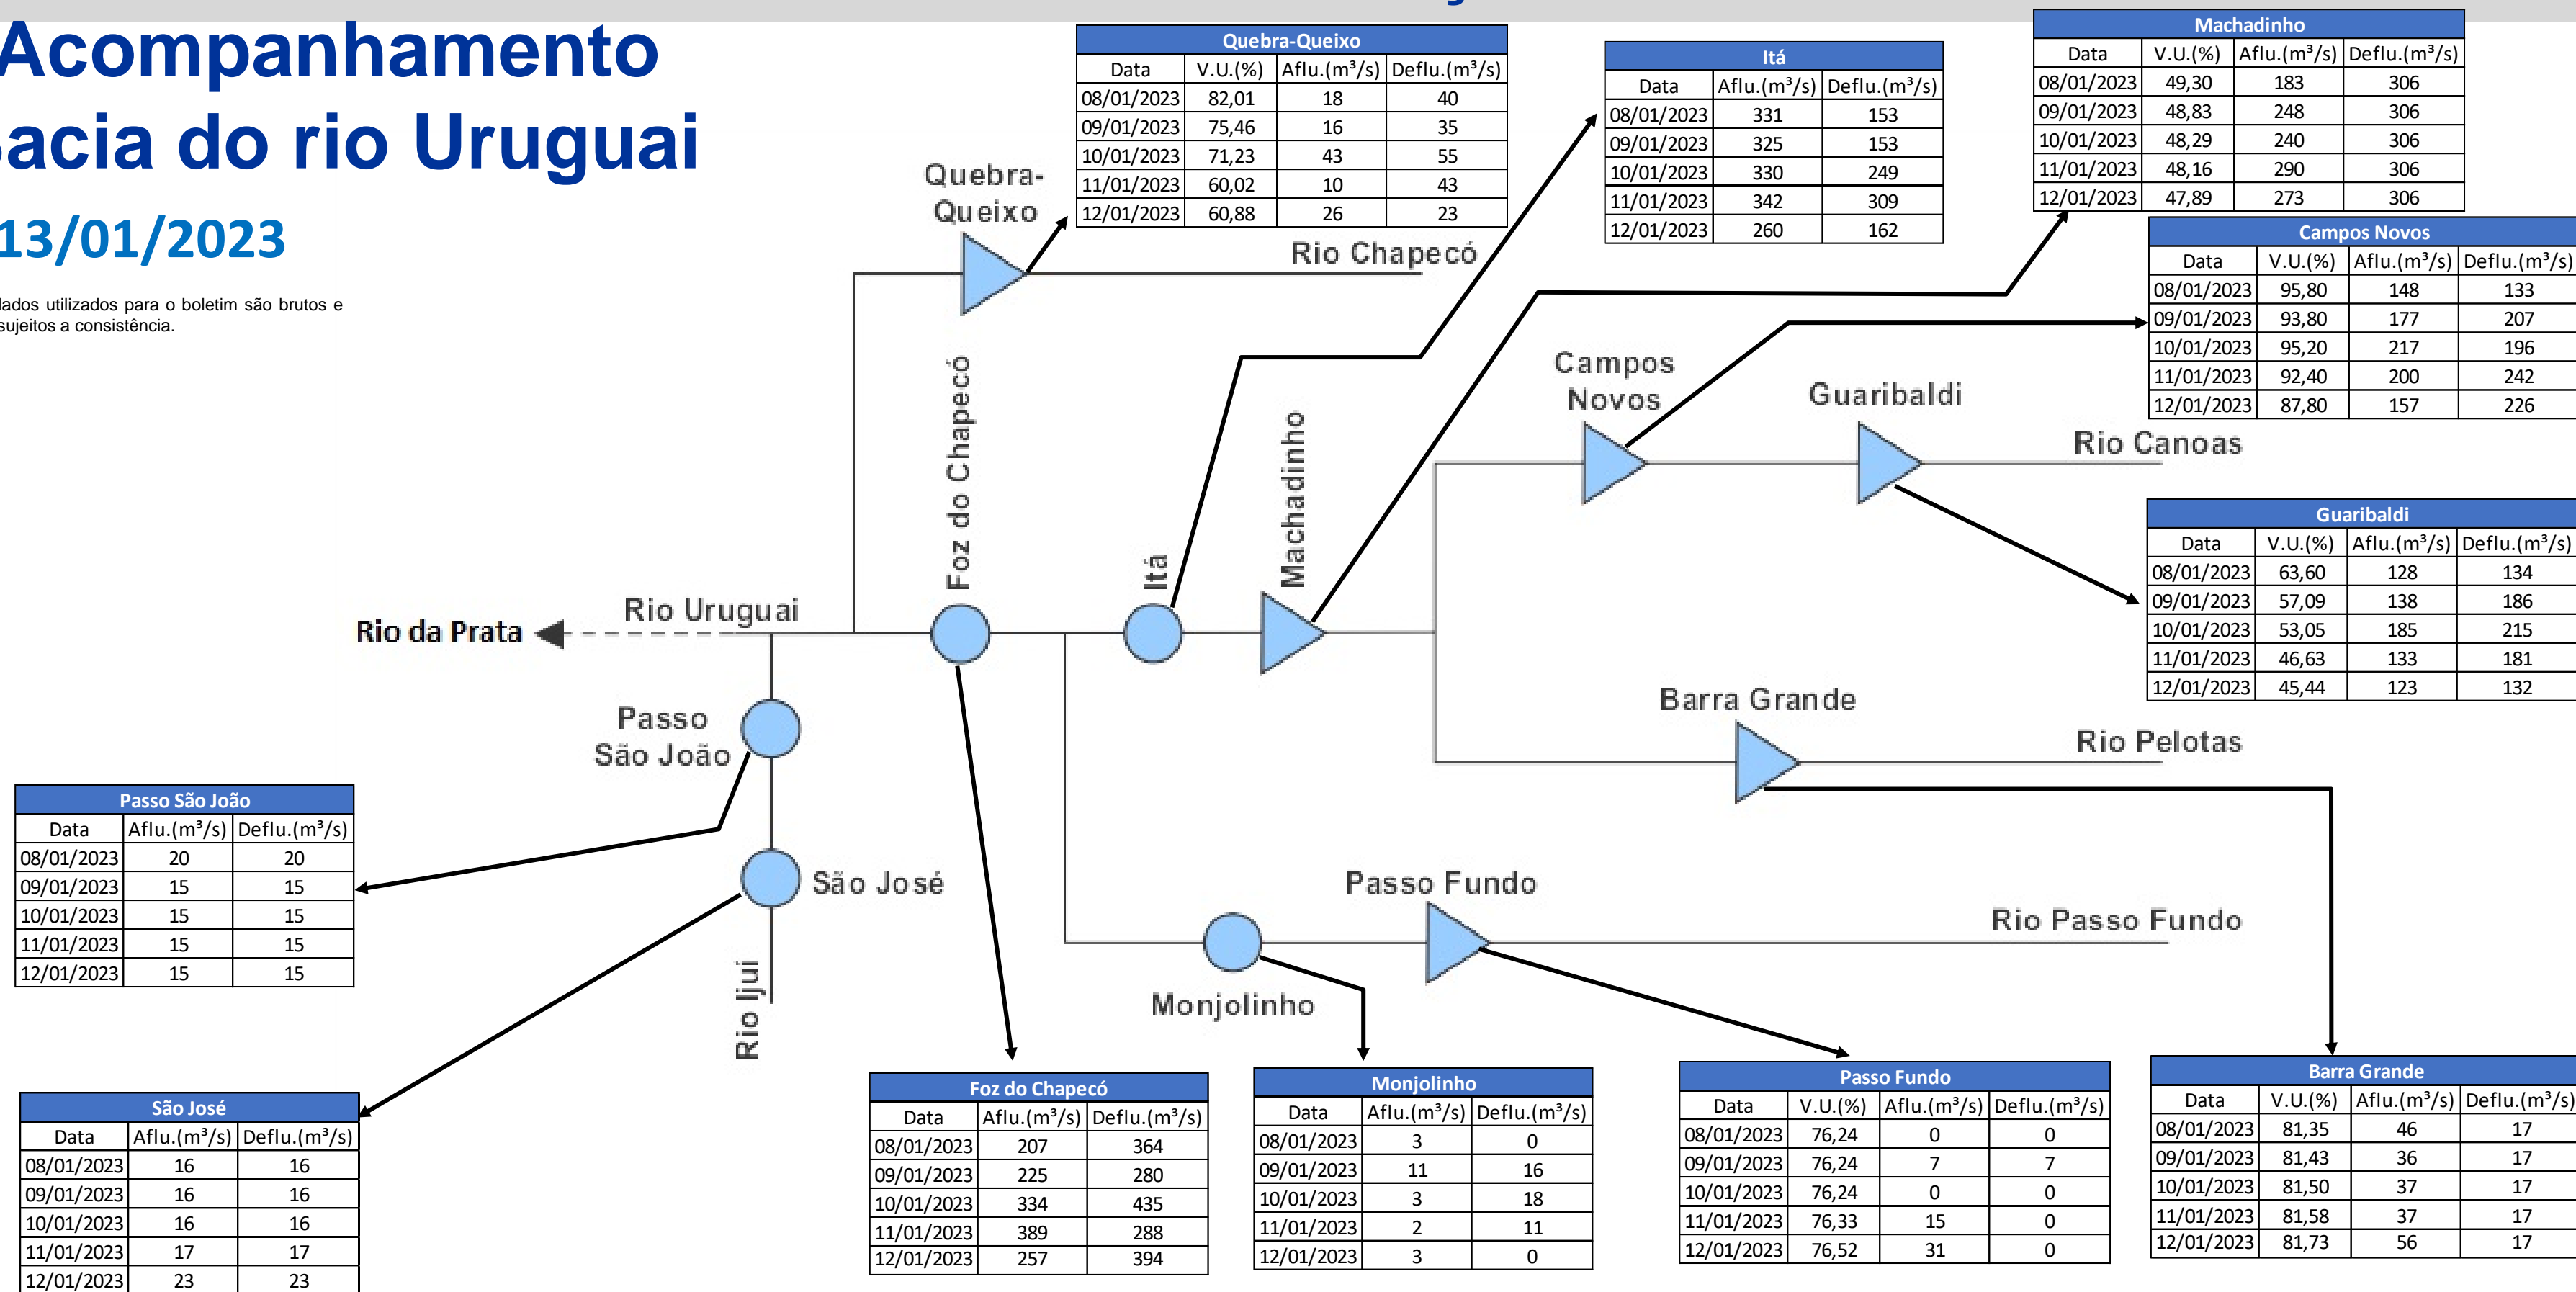 Acompanhamento
Bacia do rio Uruguai
13/01/2023
dados utilizados para o boletim são brutos e
sujeitos a consistência.
Quebra-Queixo
Data V.U.(%) Aflu.(m³/s) Deflu.(m³/s)
08/01/2023 82,01 18 40
09/01/2023 75,46 16 35
10/01/2023 71,23 43 55
11/01/2023 60,02 10 43
12/01/2023 60,88 26 23
Itá
Data Aflu.(m³/s) Deflu.(m³/s)
08/01/2023 331 153
09/01/2023 325 153
10/01/2023 330 249
11/01/2023 342 309
12/01/2023 260 162
Machadinho
Data V.U.(%) Aflu.(m³/s) Deflu.(m³/s)
08/01/2023 49,30 183 306
09/01/2023 48,83 248 306
10/01/2023 48,29 240 306
11/01/2023 48,16 290 306
12/01/2023 47,89 273 306
Campos Novos
Data V.U.(%) Aflu.(m³/s) Deflu.(m³/s)
08/01/2023 95,80 148 133
09/01/2023 93,80 177 207
10/01/2023 95,20 217 196
11/01/2023 92,40 200 242
12/01/2023 87,80 157 226
Quebra-
Queixo
Rio Chapecó
Foz do Chapecó
Itá
Machadinho
Campos
Novos
Guaribaldi
Rio Canoas
Guaribaldi
Data V.U.(%) Aflu.(m³/s) Deflu.(m³/s)
08/01/2023 63,60 128 134
09/01/2023 57,09 138 186
10/01/2023 53,05 185 215
11/01/2023 46,63 133 181
12/01/2023 45,44 123 132
Rio da Prata
Rio Uruguai
Passo
São João
Barra Grande
Rio Pelotas
São José
Passo Fundo
Rio Passo Fundo
Monjolinho
Rio Ijui
Passo São João
Data Aflu.(m³/s) Deflu.(m³/s)
08/01/2023 20 20
09/01/2023 15 15
10/01/2023 15 15
11/01/2023 15 15
12/01/2023 15 15
São José
Data Aflu.(m³/s) Deflu.(m³/s)
08/01/2023 16 16
09/01/2023 16 16
10/01/2023 16 16
11/01/2023 17 17
12/01/2023 23 23
Foz do Chapecó
Data Aflu.(m³/s) Deflu.(m³/s)
08/01/2023 207 364
09/01/2023 225 280
10/01/2023 334 435
11/01/2023 389 288
12/01/2023 257 394
Monjolinho
Data Aflu.(m³/s) Deflu.(m³/s)
08/01/2023 3 0
09/01/2023 11 16
10/01/2023 3 18
11/01/2023 2 11
12/01/2023 3 0
Passo Fundo
Data V.U.(%) Aflu.(m³/s) Deflu.(m³/s)
08/01/2023 76,24 0 0
09/01/2023 76,24 7 7
10/01/2023 76,24 0 0
11/01/2023 76,33 15 0
12/01/2023 76,52 31 0
Barra Grande
Data V.U.(%) Aflu.(m³/s) Deflu.(m³/s)
08/01/2023 81,35 46 17
09/01/2023 81,43 36 17
10/01/2023 81,50 37 17
11/01/2023 81,58 37 17
12/01/2023 81,73 56 17